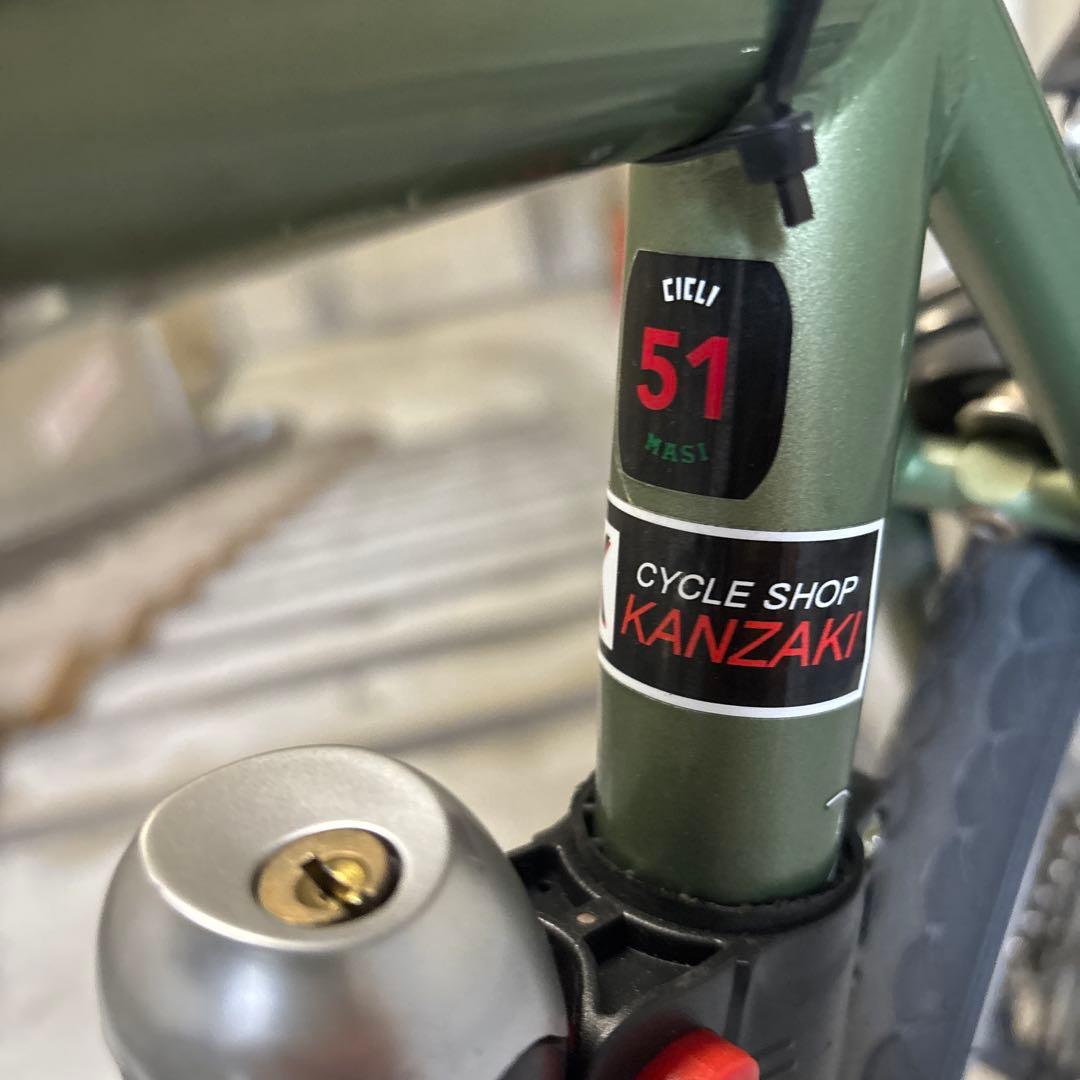 CICLI
51
MASI
CYCLE SHOP
KANZAKI